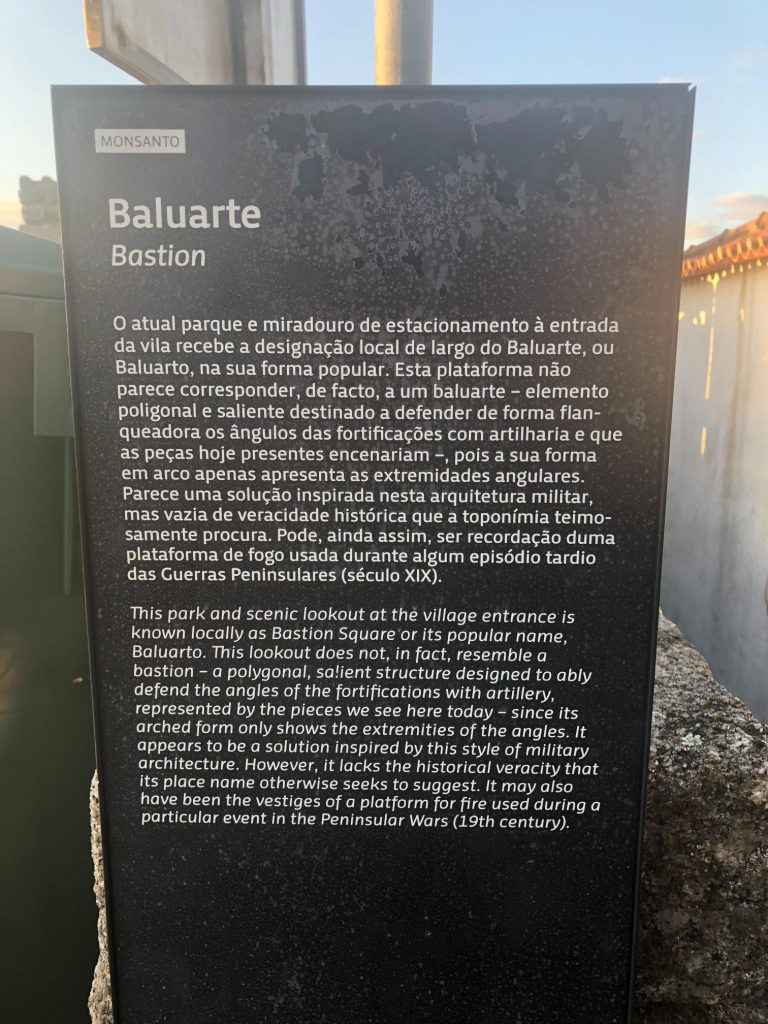 MONSANTO
Baluarte
Bastion
O atual parque e miradouro de estacionamento à entrada
da vila recebe a designação local de largo do Baluarte, ou
Baluarto, na sua forma popular. Esta plataforma não
parece corresponder, de facto, a um baluarte – elemento
poligonal e saliente destinado a defender de forma flan-
queadora os ângulos das fortificações com artilharia e que
as peças hoje presentes encenariam –, pois a sua forma
em arco apenas apresenta as extremidades angulares.
Parece uma solução inspirada nesta arquitetura militar,
mas vazia de veracidade histórica que a toponímia teimo-
samente procura. Pode, ainda assim, ser recordação duma
plataforma de fogo usada durante algum episódio tardio
das Guerras Peninsulares (século XIX).
This park and scenic lookout at the village entrance is
known locally as Bastion Square or its popular name,
Baluarto. This lookout does not, in fact, resemble a
bastion – a polygonal, salient structure designed to ably
defend the angles of the fortifications with artillery,
represented by the pieces we see here today – since its
arched form only shows the extremities of the angles. It
appears to be a solution inspired by this style of military
architecture. However, it lacks the historical veracity that
its place name otherwise seeks to suggest. It may also
have been the vestiges of a platform for fire used during a
particular event in the Peninsular Wars (19th century).